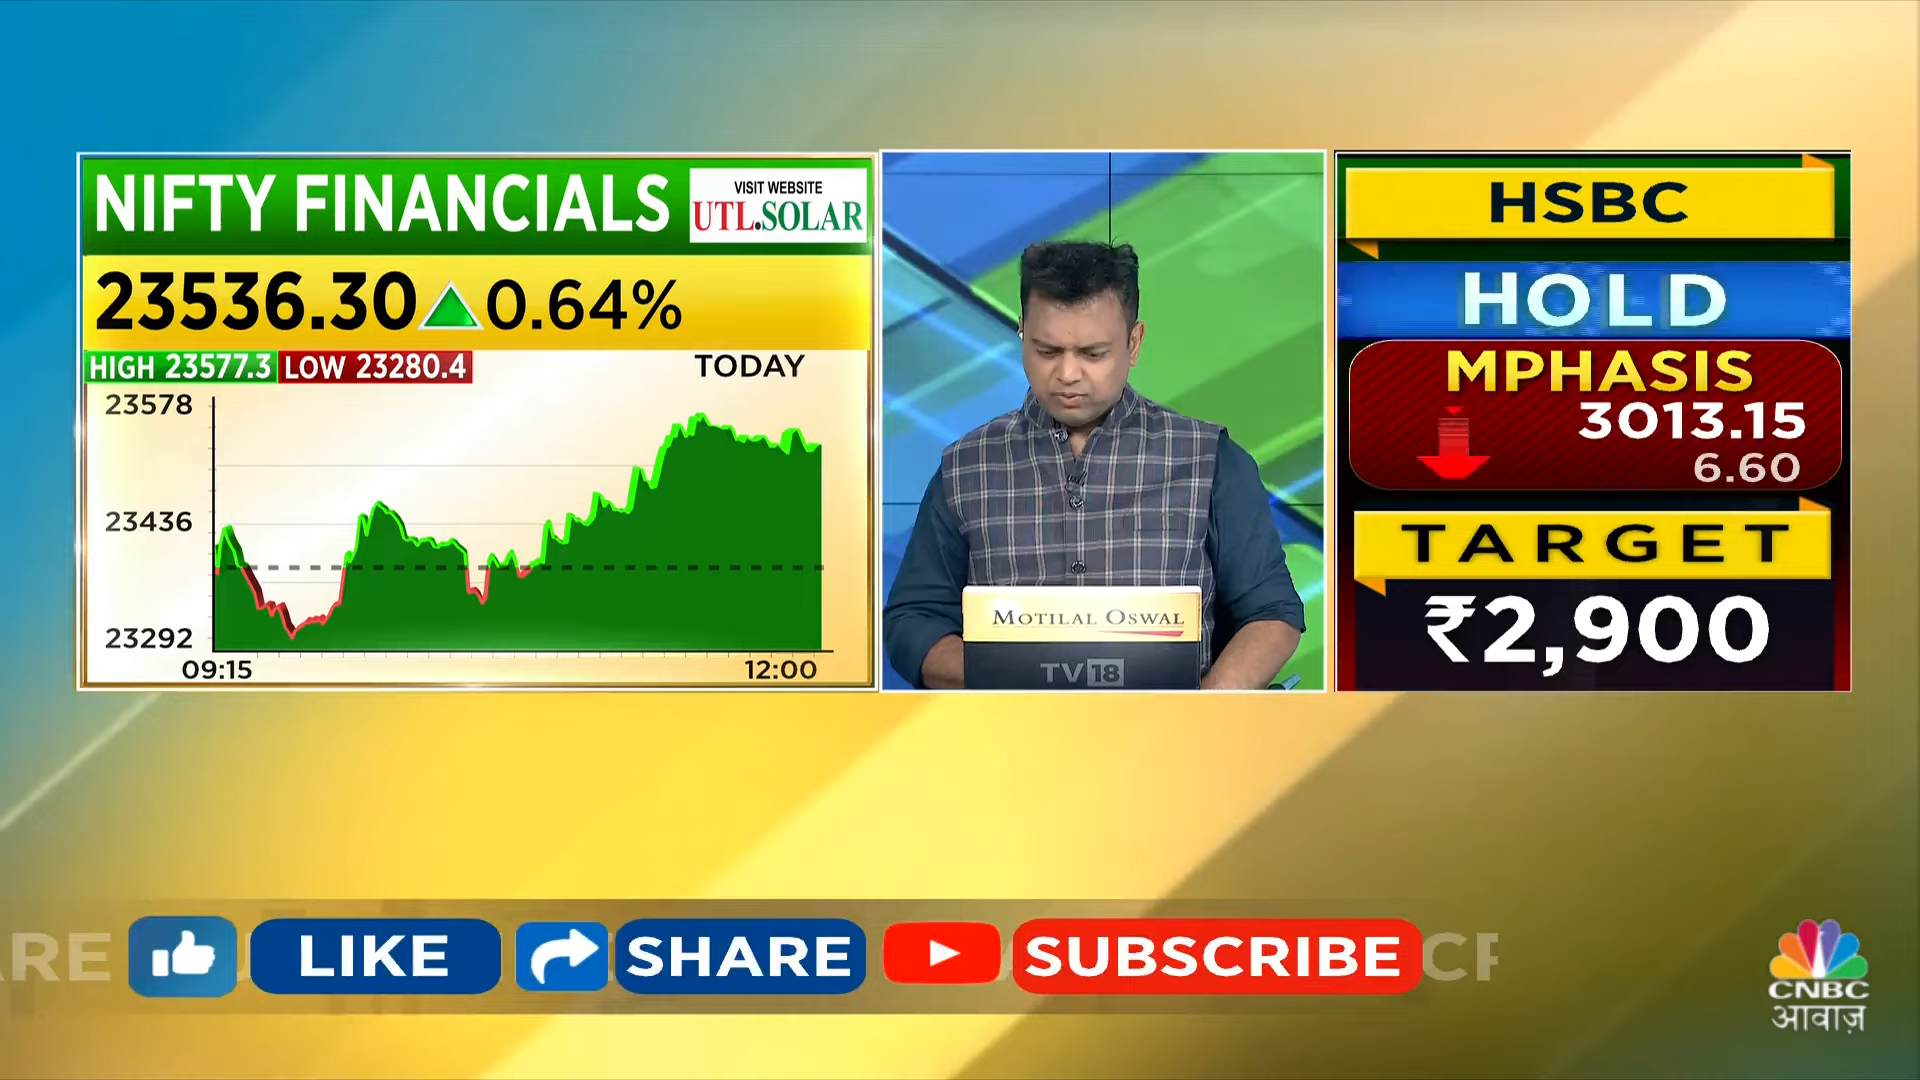 NIFTY FINANCIALS
VISIT WEBSITE
UTL.SOLAR
23536.30 0.64%
HIGH 23577.3 LOW 23280.4
TODAY
23578
23436
23292
09:15 12:00
MOTILAL OSWAL
TV18
HSBC
HOLD
MPHASIS
3013.15
6.60
TARGET
₹2,900
LIKE SHARE SUBSCRIBE
CNBC
आवाज़